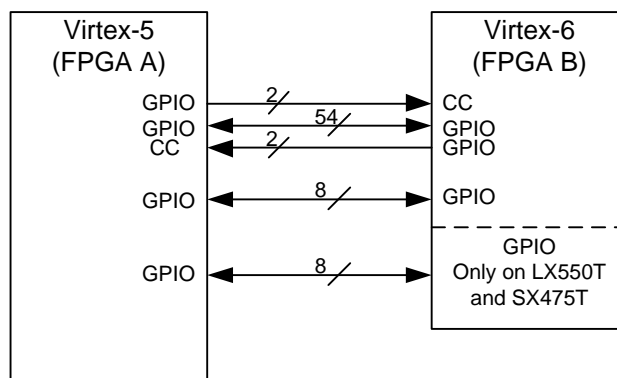 Virtex-5
(FPGA A)
Virtex-6
(FPGA B)
GPIO
2
CC
GPIO
54
GPIO
CC
2
GPIO
GPIO
8
GPIO
GPIO
8
GPIO
Only on LX550T
and SX475T